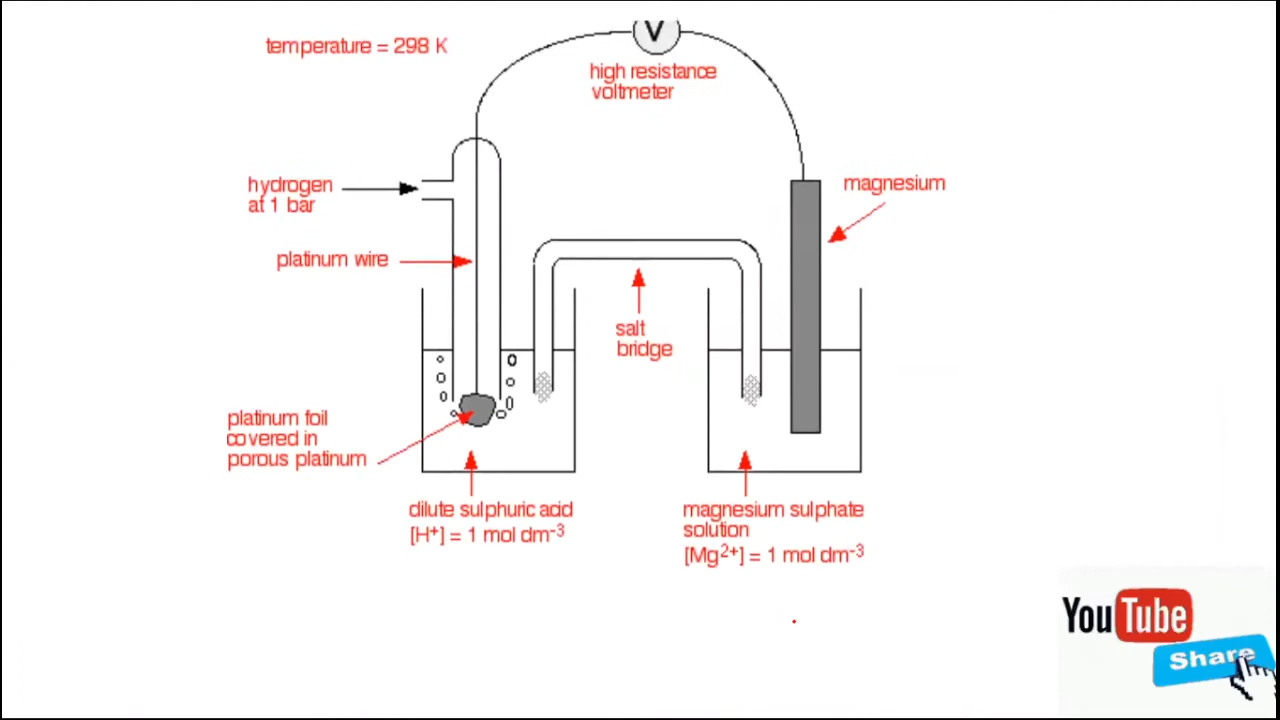 temperature = 298 K
V
high resistance
voltmeter
hydrogen
at 1 bar
magnesium
platinum wire
salt
bridge
platinum foil
covered in
porous platinum
dilute sulphuric acid
[H⁺] = 1 mol dm⁻³
magnesium sulphate
solution
[Mg²⁺] = 1 mol dm⁻³
YouTube
Share